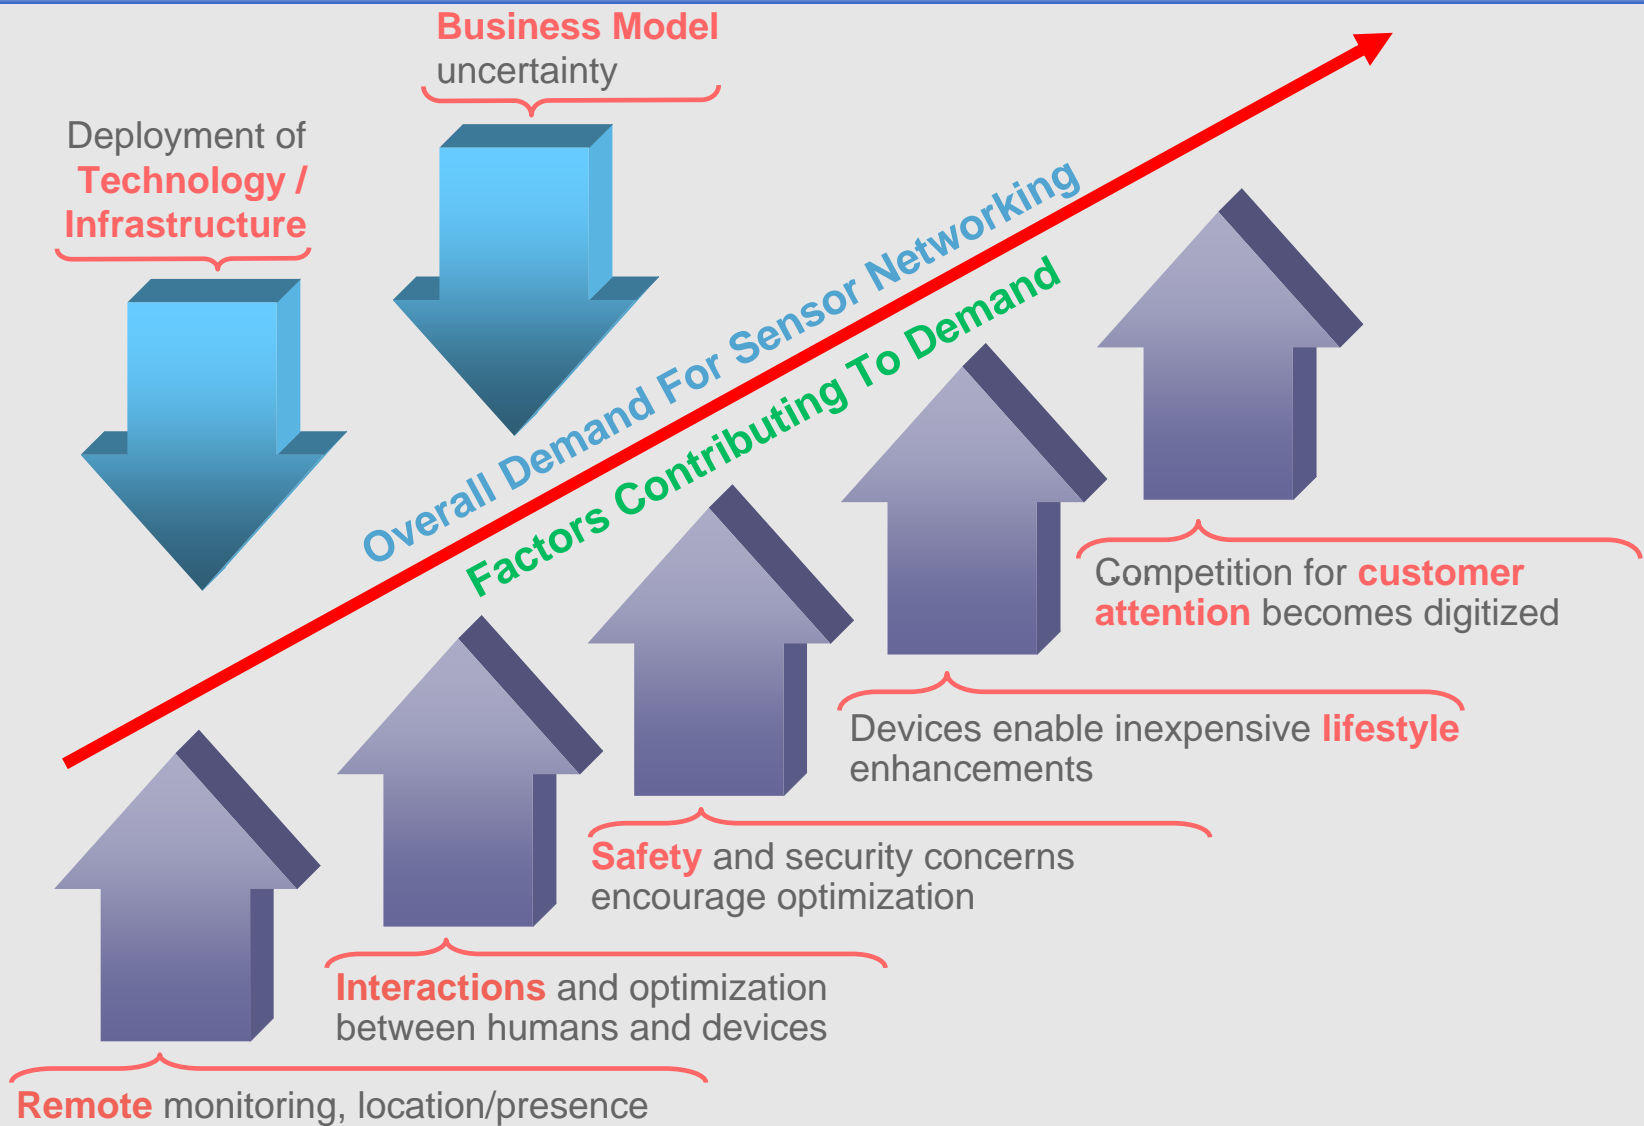 Business Model
uncertainty
Deployment of
Technology /
Infrastructure
Overall Demand For Sensor Networking
Factors Contributing To Demand
Competition for customer
attention becomes digitized
Devices enable inexpensive lifestyle
enhancements
Safety and security concerns
encourage optimization
Interactions and optimization
between humans and devices
Remote monitoring, location/presence